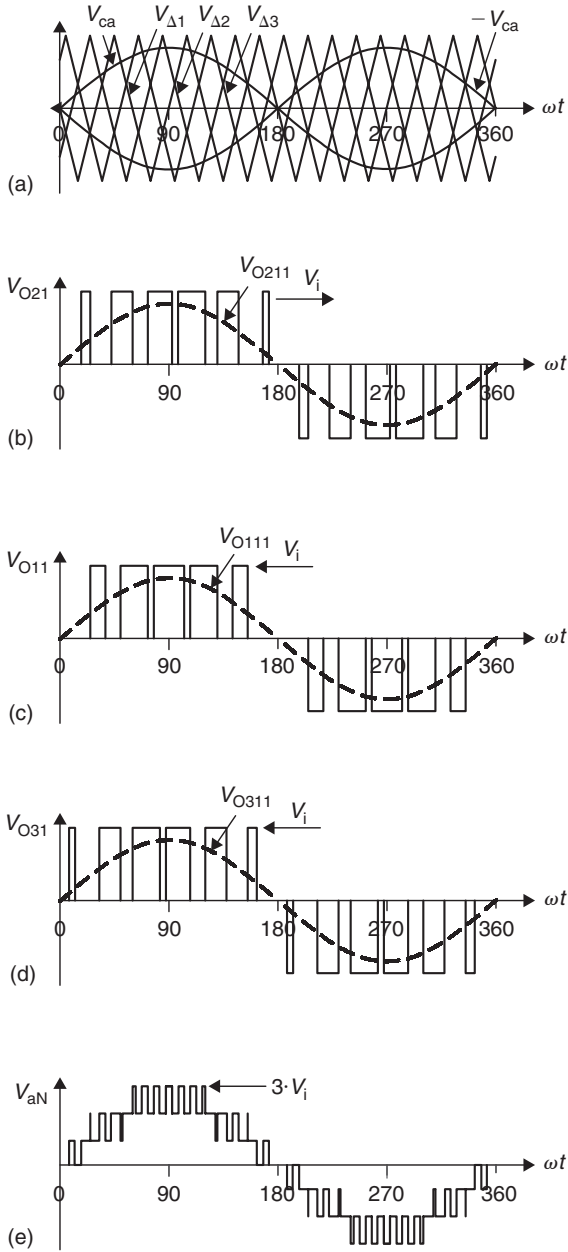 V_ca V_Δ1 V_Δ2 V_Δ3 −V_ca
ωt
0 90 180 270 360
(a)
V_O21 V_O211 V_i
ωt
0 90 180 270 360
(b)
V_O11 V_O111 V_i
ωt
0 90 180 270 360
(c)
V_O31 V_O311 V_i
ωt
0 90 180 270 360
(d)
V_aN 3·V_i
ωt
0 90 180 270 360
(e)